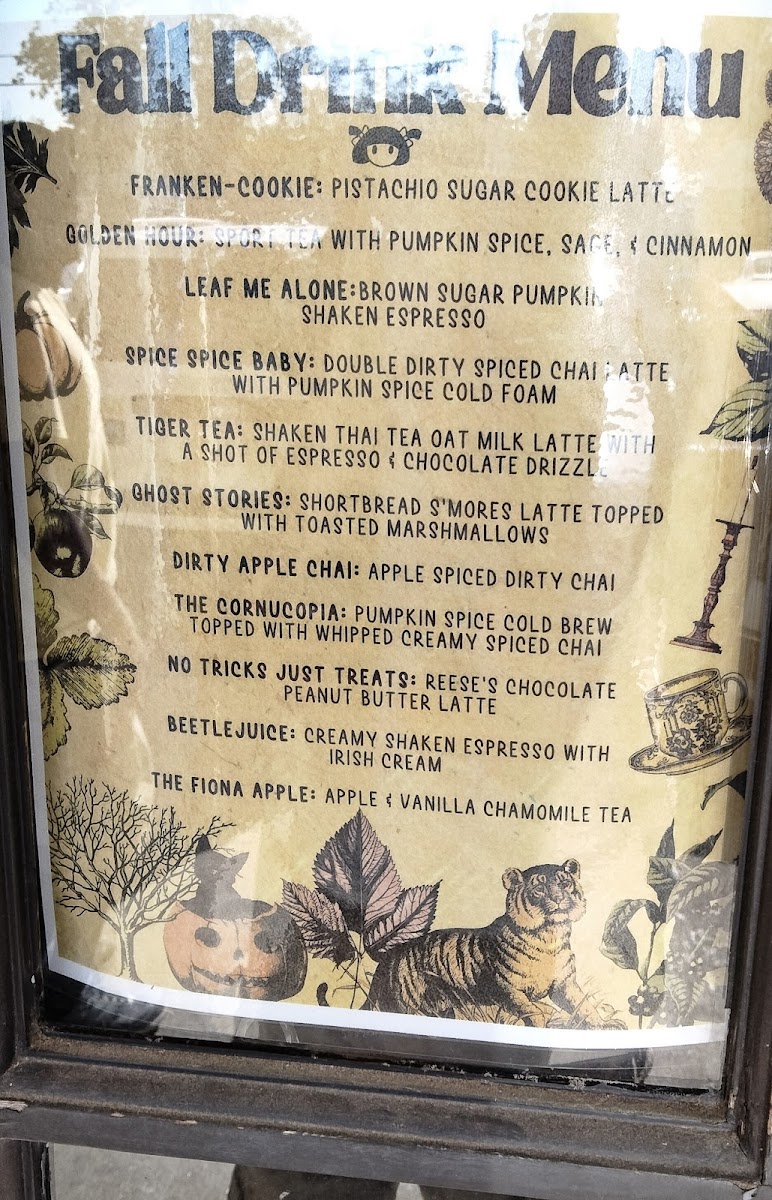 Fall Drink Menu
FRANKEN-COOKIE: PISTACHIO SUGAR COOKIE LATTE
GOLDEN HOUR: SPORT TEA WITH PUMPKIN SPICE, SAGE, & CINNAMON
LEAF ME ALONE:BROWN SUGAR PUMPKIN
SHAKEN ESPRESSO
SPICE SPICE BABY: DOUBLE DIRTY SPICED CHAI LATTE
WITH PUMPKIN SPICE COLD FOAM
TIGER TEA: SHAKEN THAI TEA OAT MILK LATTE WITH
A SHOT OF ESPRESSO & CHOCOLATE DRIZZLE
GHOST STORIES: SHORTBREAD S'MORES LATTE TOPPED
WITH TOASTED MARSHMALLOWS
DIRTY APPLE CHAI: APPLE SPICED DIRTY CHAI
THE CORNUCOPIA: PUMPKIN SPICE COLD BREW
TOPPED WITH WHIPPED CREAMY SPICED CHAI
NO TRICKS JUST TREATS: REESE'S CHOCOLATE
PEANUT BUTTER LATTE
BEETLEJUICE: CREAMY SHAKEN ESPRESSO WITH
IRISH CREAM
THE FIONA APPLE: APPLE & VANILLA CHAMOMILE TEA